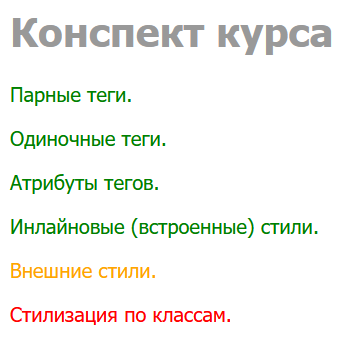 Конспект курса
Парные теги.
Одиночные теги.
Атрибуты тегов.
Инлайновые (встроенные) стили.
Внешние стили.
Стилизация по классам.